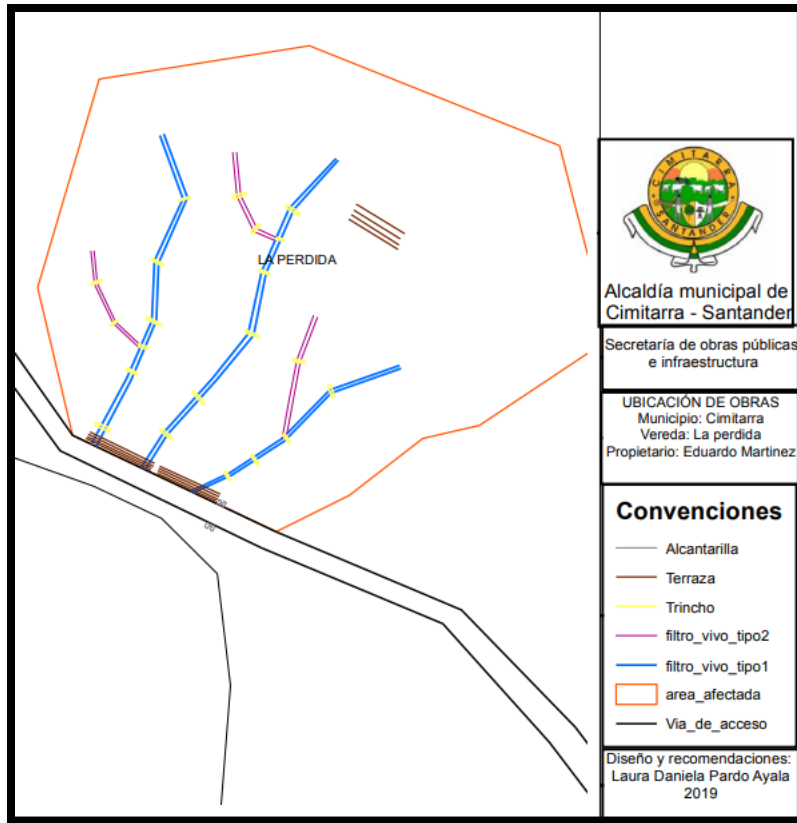 LA PERDIDA
CIMITARRA
SANTANDER
Alcaldía municipal de
Cimitarra - Santander
Secretaría de obras públicas
e infraestructura
UBICACIÓN DE OBRAS
Municipio: Cimitarra
Vereda: La perdida
Propietario: Eduardo Martinez
Convenciones
Alcantarilla
Terraza
Trincho
filtro_vivo_tipo2
filtro_vivo_tipo1
area_afectada
Via_de_acceso
Diseño y recomendaciones:
Laura Daniela Pardo Ayala
2019